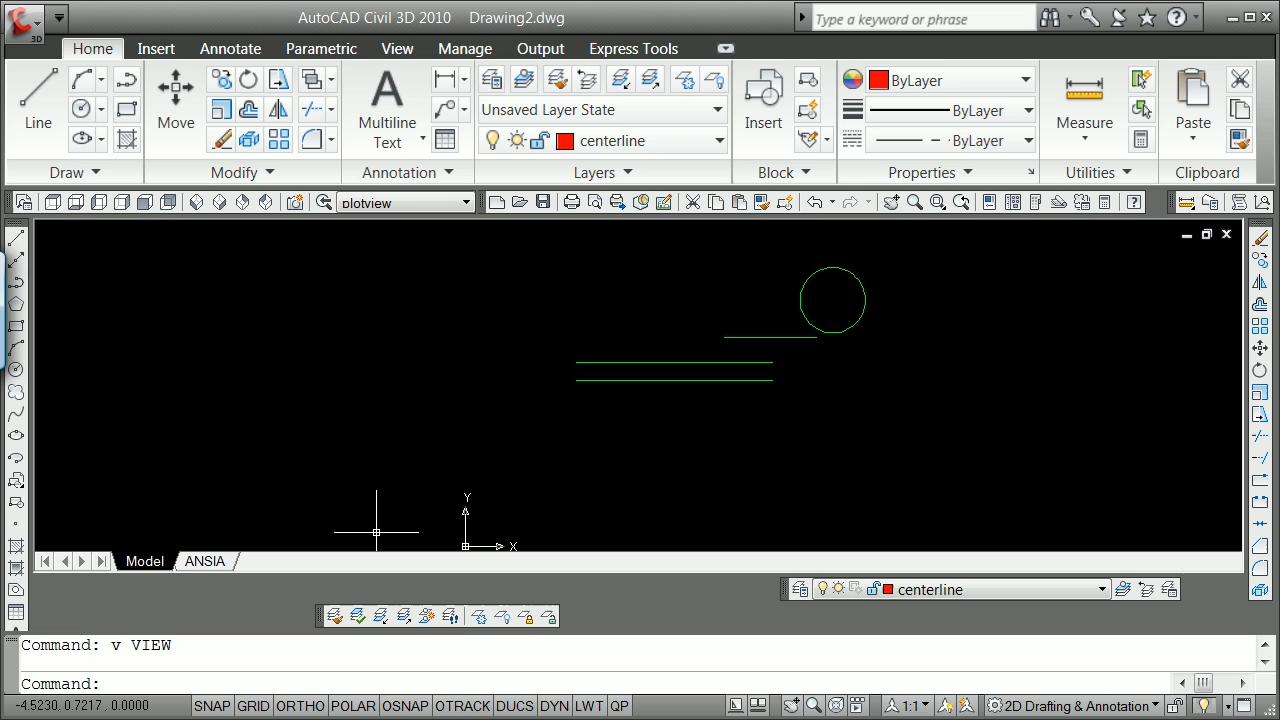 AutoCAD Civil 3D 2010 Drawing2.dwg
Type a keyword or phrase
3D
Home Insert Annotate Parametric View Manage Output Express Tools
Line
Move
Multiline
Text
Unsaved Layer State
centerline
Insert
ByLayer
ByLayer
ByLayer
Measure
Paste
Draw Modify Annotation Layers Block Properties Utilities Clipboard
plotview
Y
X
Model ANSIA
centerline
Command: v VIEW
Command:
-4.5230, 0.7217, 0.0000 SNAP GRID ORTHO POLAR OSNAP OTRACK DUCS DYN LWT QP 1:1 2D Drafting & Annotation